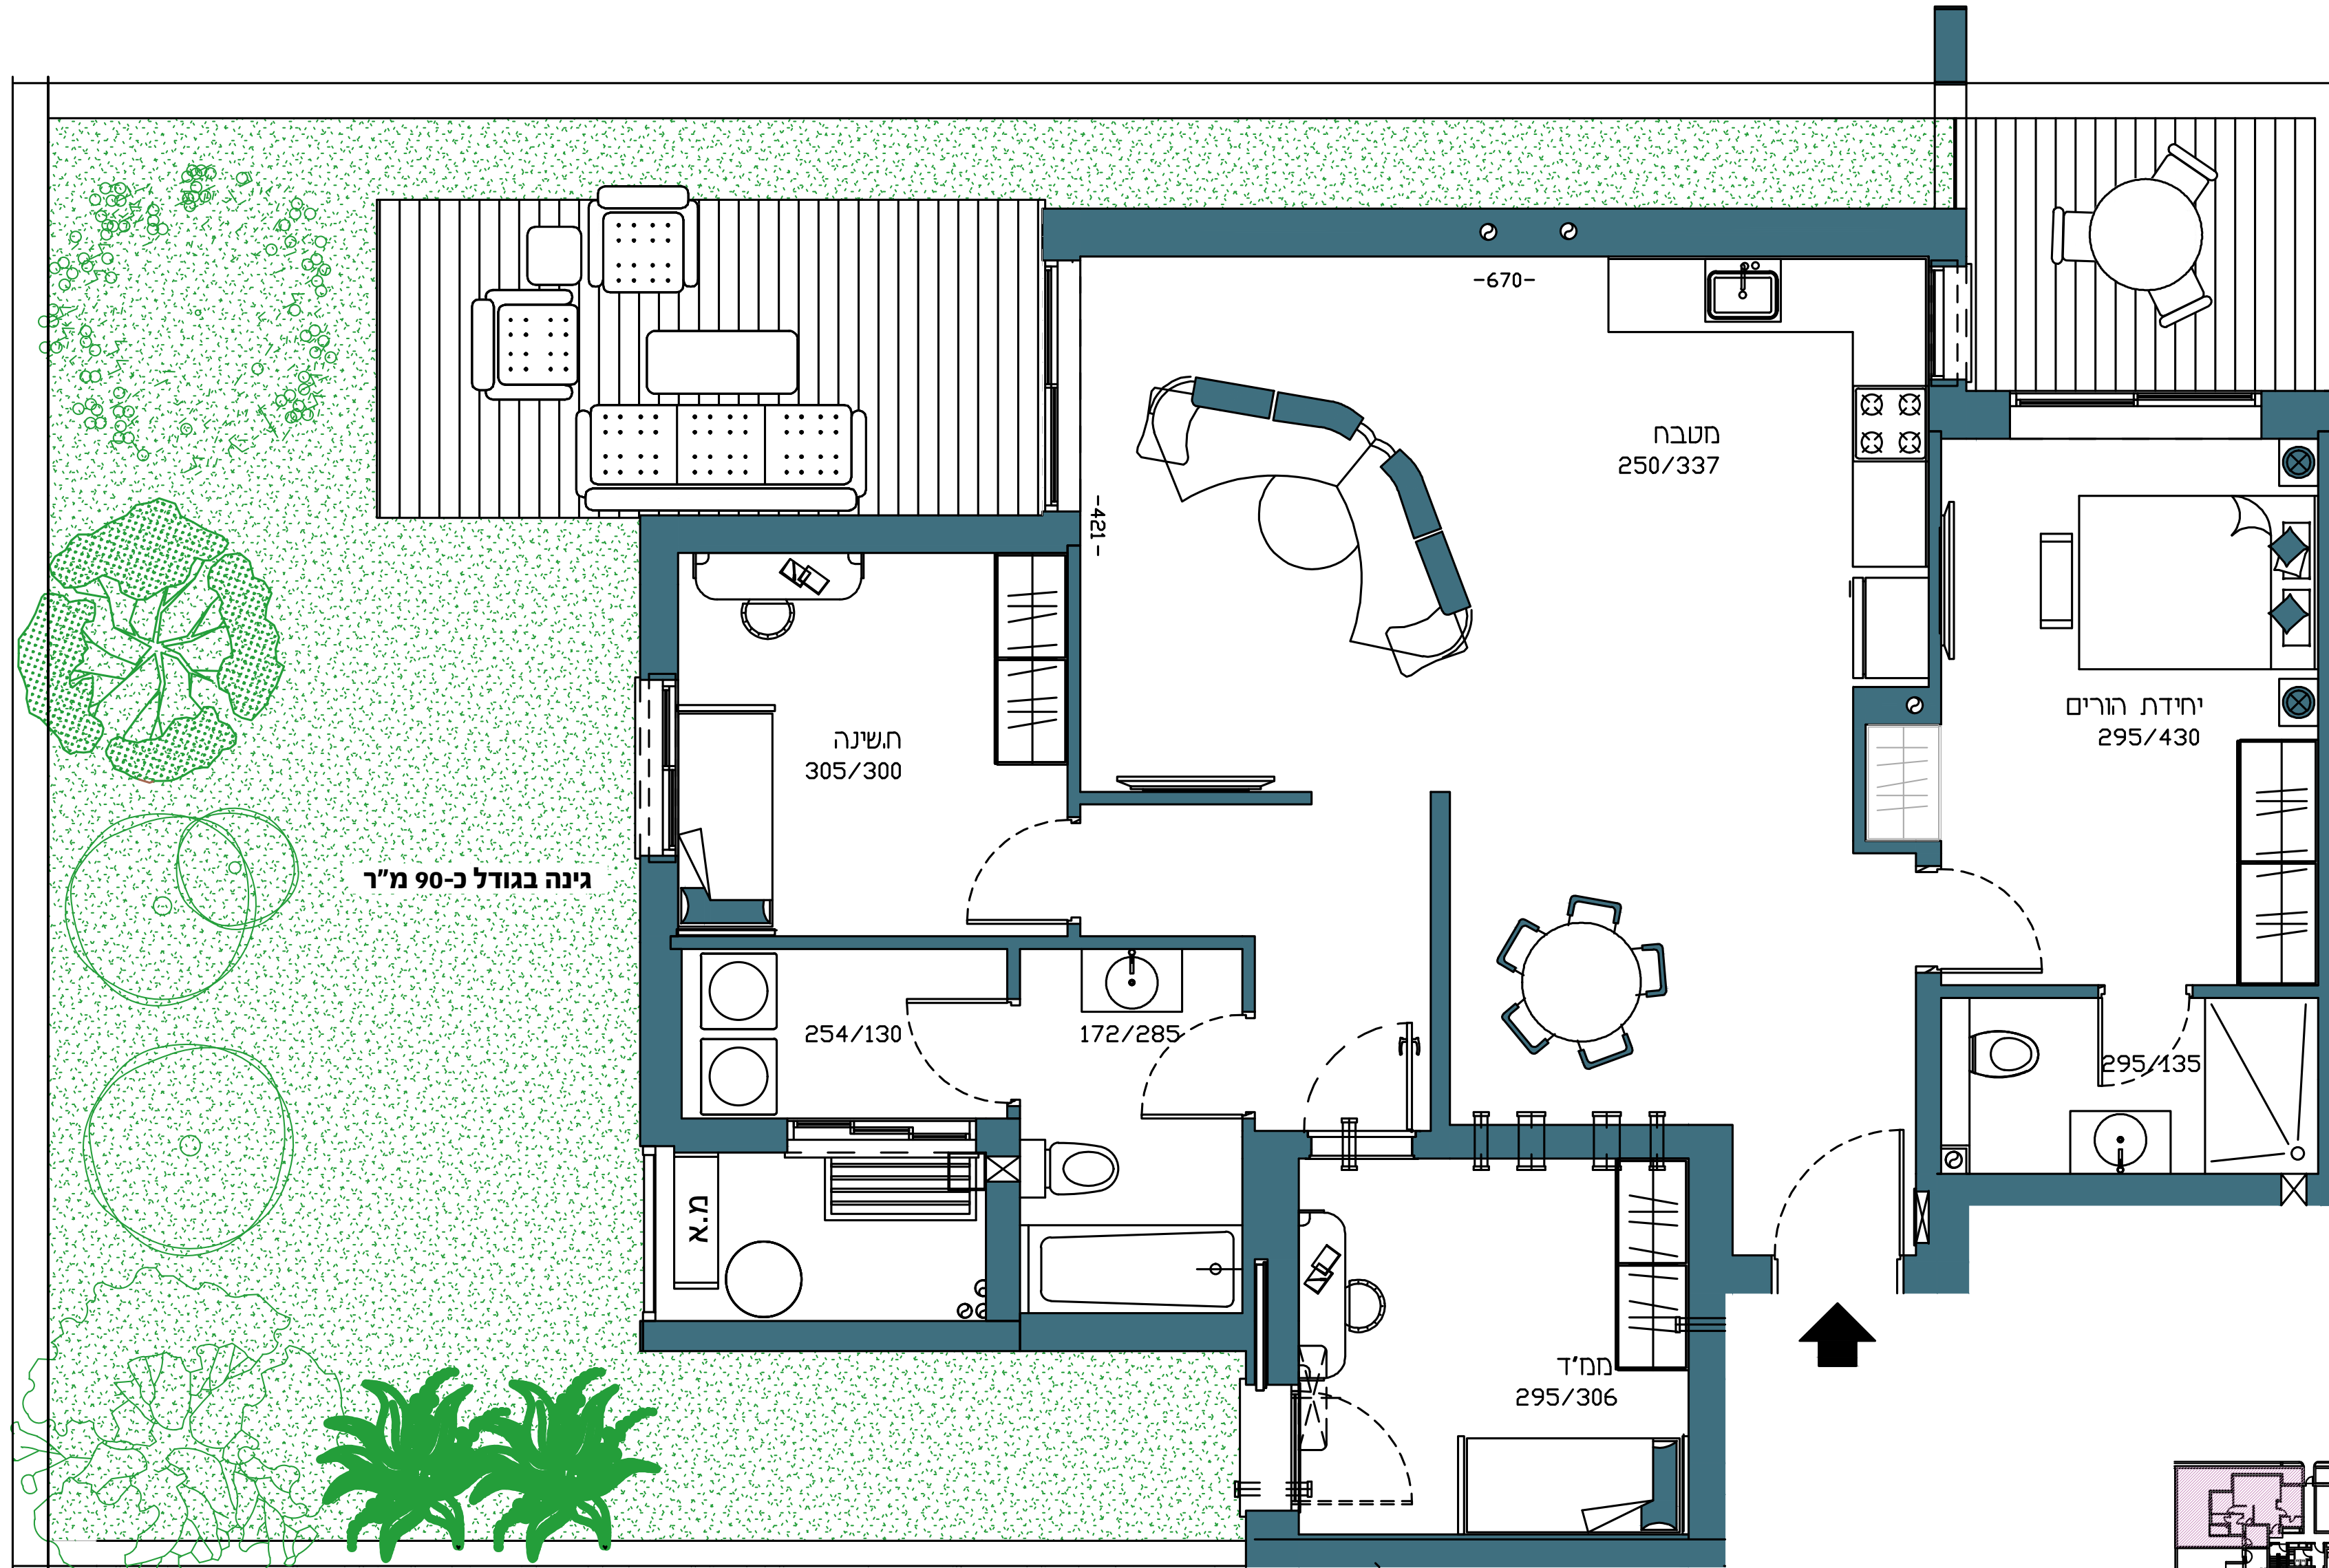 -670-
מטבח
250/337
-421-
יחידת הורים
295/430
ח.שינה
305/300
גינה בגודל כ-90 מ"ר
254/130
172/285
295/135
מ.א
ממ'ד
295/306